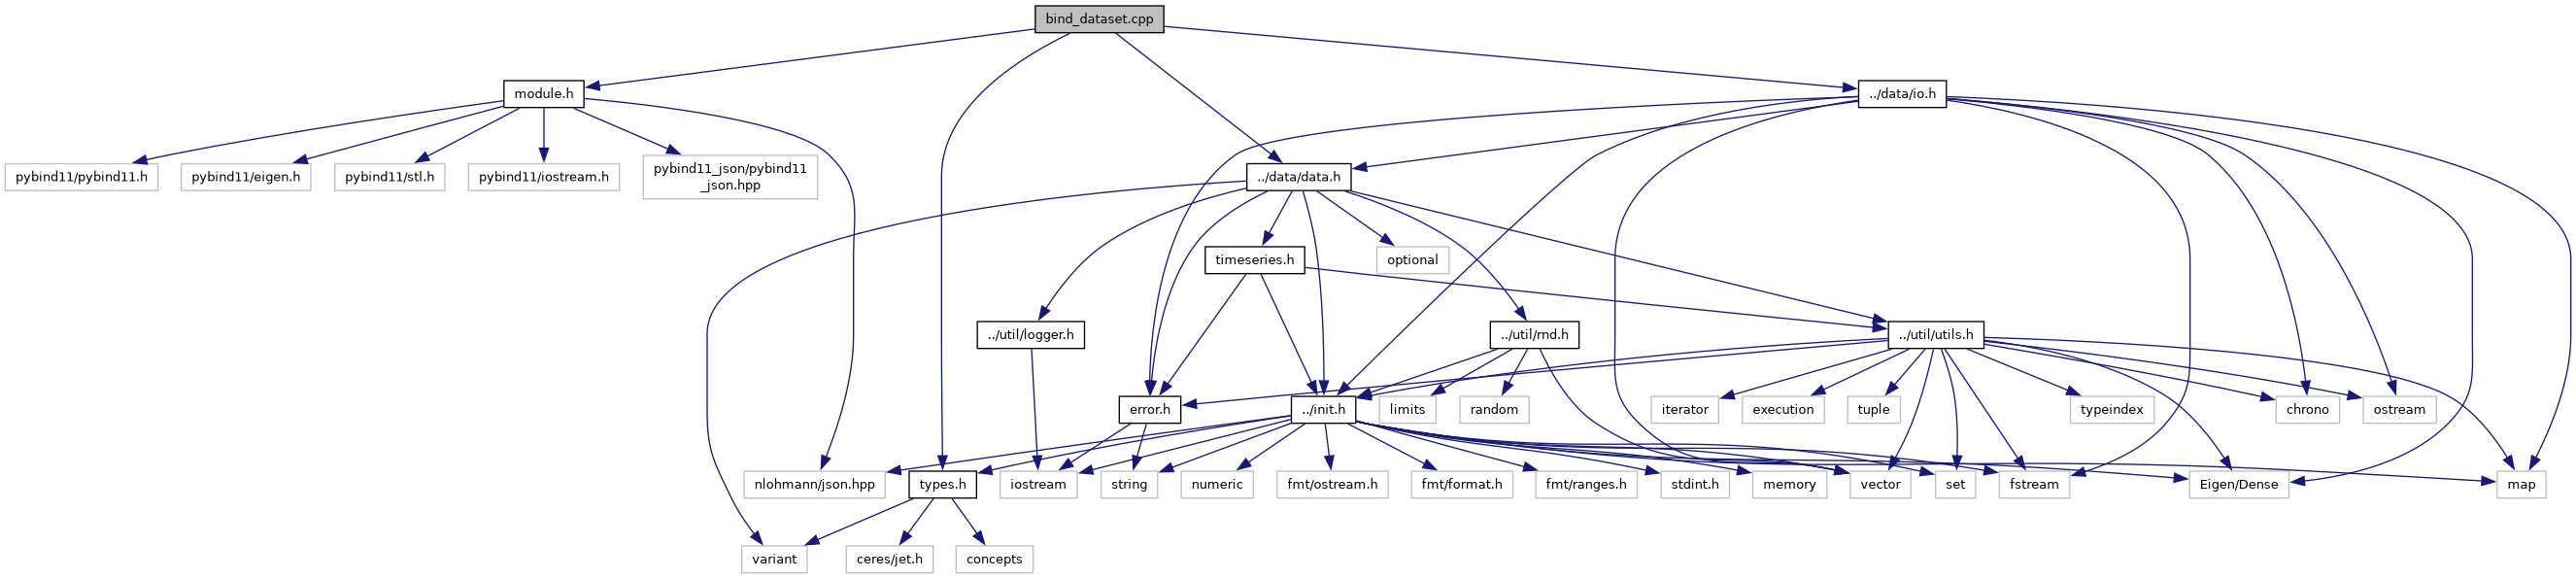 bind_dataset.cpp
module.h
../data/io.h
pybind11/pybind11.h
pybind11/eigen.h
pybind11/stl.h
pybind11/iostream.h
pybind11_json/pybind11
_json.hpp
../data/data.h
timeseries.h
optional
../util/logger.h
../util/rnd.h
../util/utils.h
error.h
../init.h
limits
random
iterator
execution
tuple
typeindex
chrono
ostream
nlohmann/json.hpp
types.h
iostream
string
numeric
fmt/ostream.h
fmt/format.h
fmt/ranges.h
stdint.h
memory
vector
set
fstream
Eigen/Dense
map
variant
ceres/jet.h
concepts